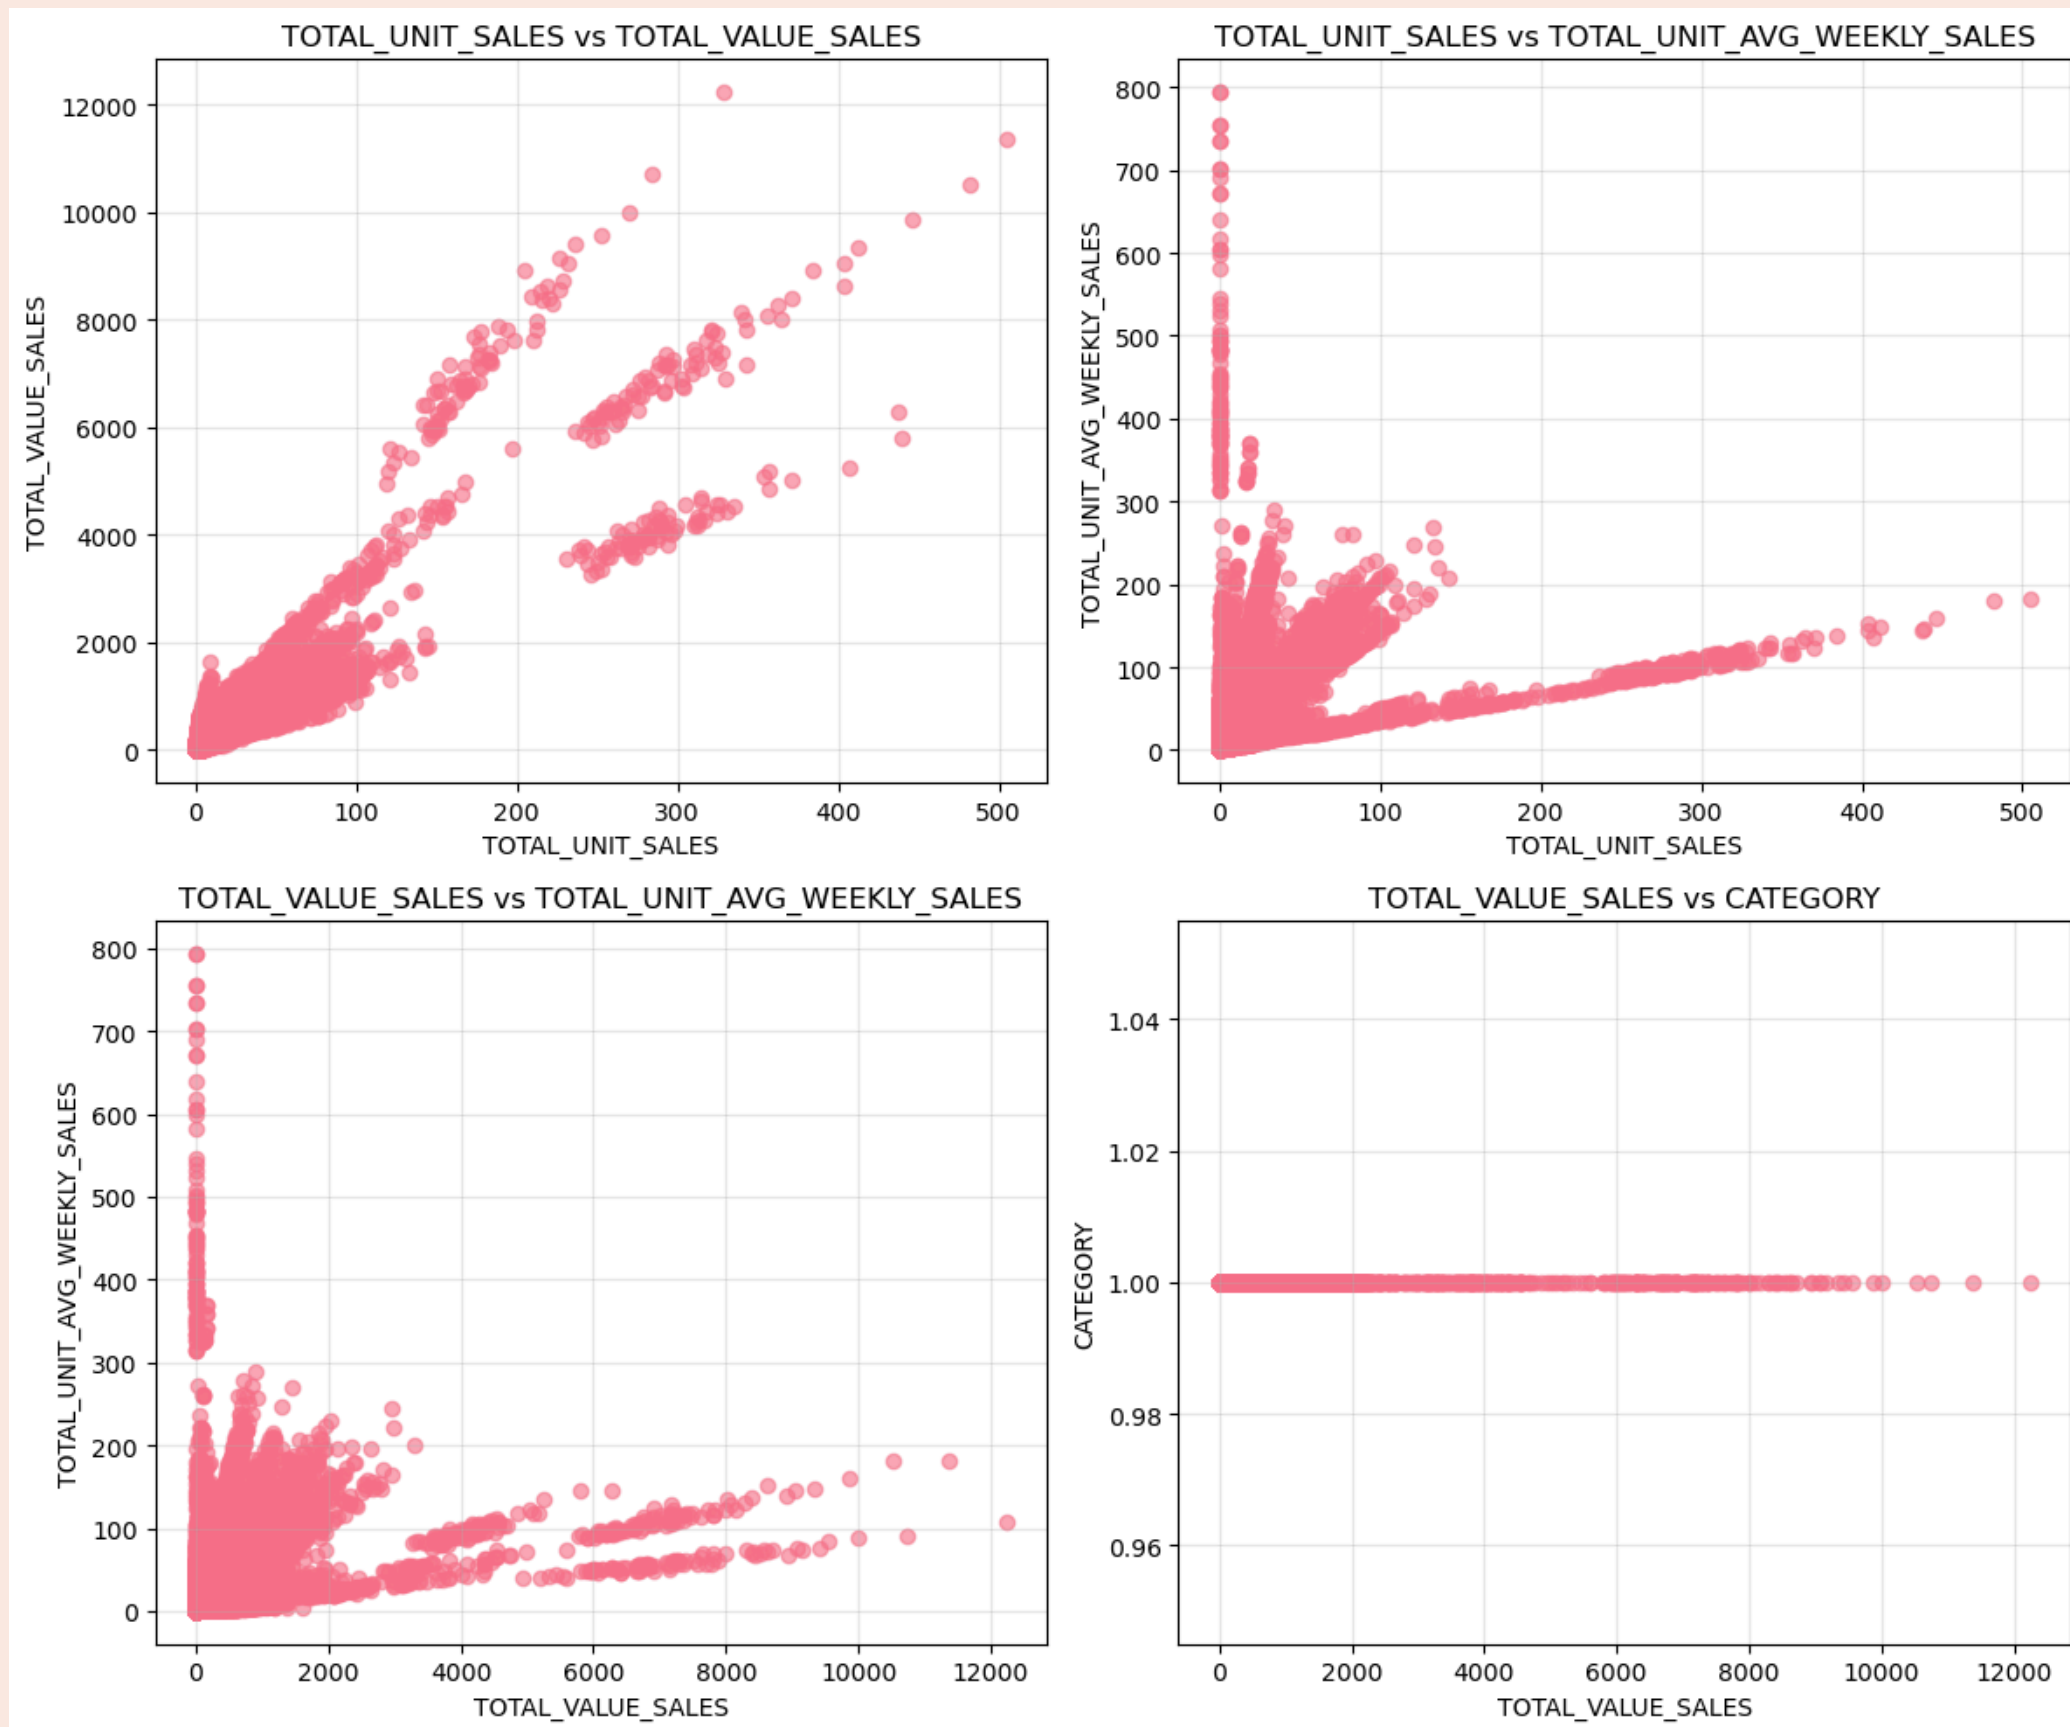 TOTAL_UNIT_SALES vs TOTAL_VALUE_SALES
12000
10000
8000
6000
4000
2000
0
TOTAL_VALUE_SALES
0 100 200 300 400 500
TOTAL_UNIT_SALES
TOTAL_UNIT_SALES vs TOTAL_UNIT_AVG_WEEKLY_SALES
800
700
600
500
400
300
200
100
0
TOTAL_UNIT_AVG_WEEKLY_SALES
0 100 200 300 400 500
TOTAL_UNIT_SALES
TOTAL_VALUE_SALES vs TOTAL_UNIT_AVG_WEEKLY_SALES
800
700
600
500
400
300
200
100
0
TOTAL_UNIT_AVG_WEEKLY_SALES
0 2000 4000 6000 8000 10000 12000
TOTAL_VALUE_SALES
TOTAL_VALUE_SALES vs CATEGORY
1.04
1.02
1.00
0.98
0.96
CATEGORY
0 2000 4000 6000 8000 10000 12000
TOTAL_VALUE_SALES